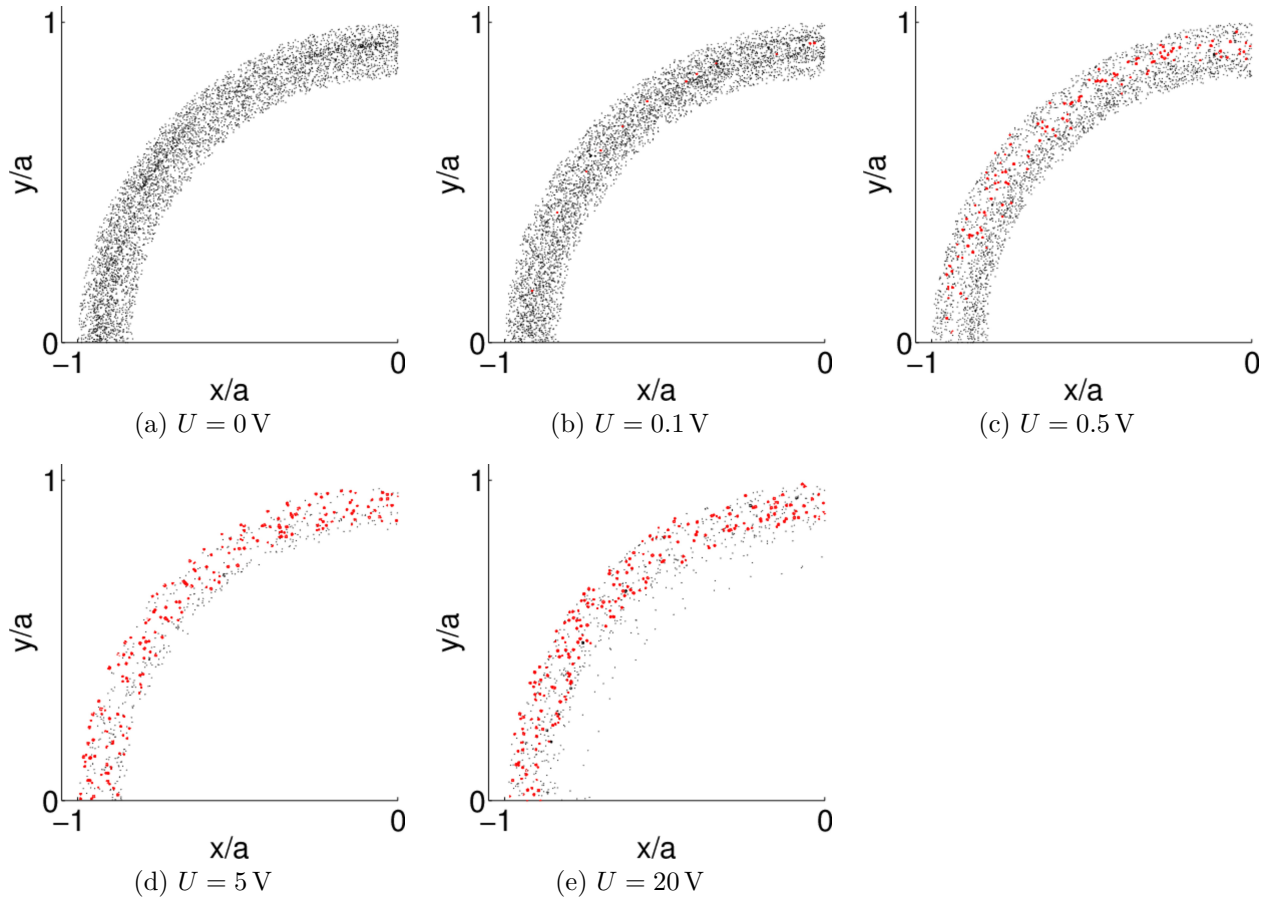 1
y/a
0
−1
0
x/a
(a) U = 0 V
1
y/a
0
−1
0
x/a
(b) U = 0.1 V
1
y/a
0
−1
0
x/a
(c) U = 0.5 V
1
y/a
0
−1
0
x/a
(d) U = 5 V
1
y/a
0
−1
0
x/a
(e) U = 20 V